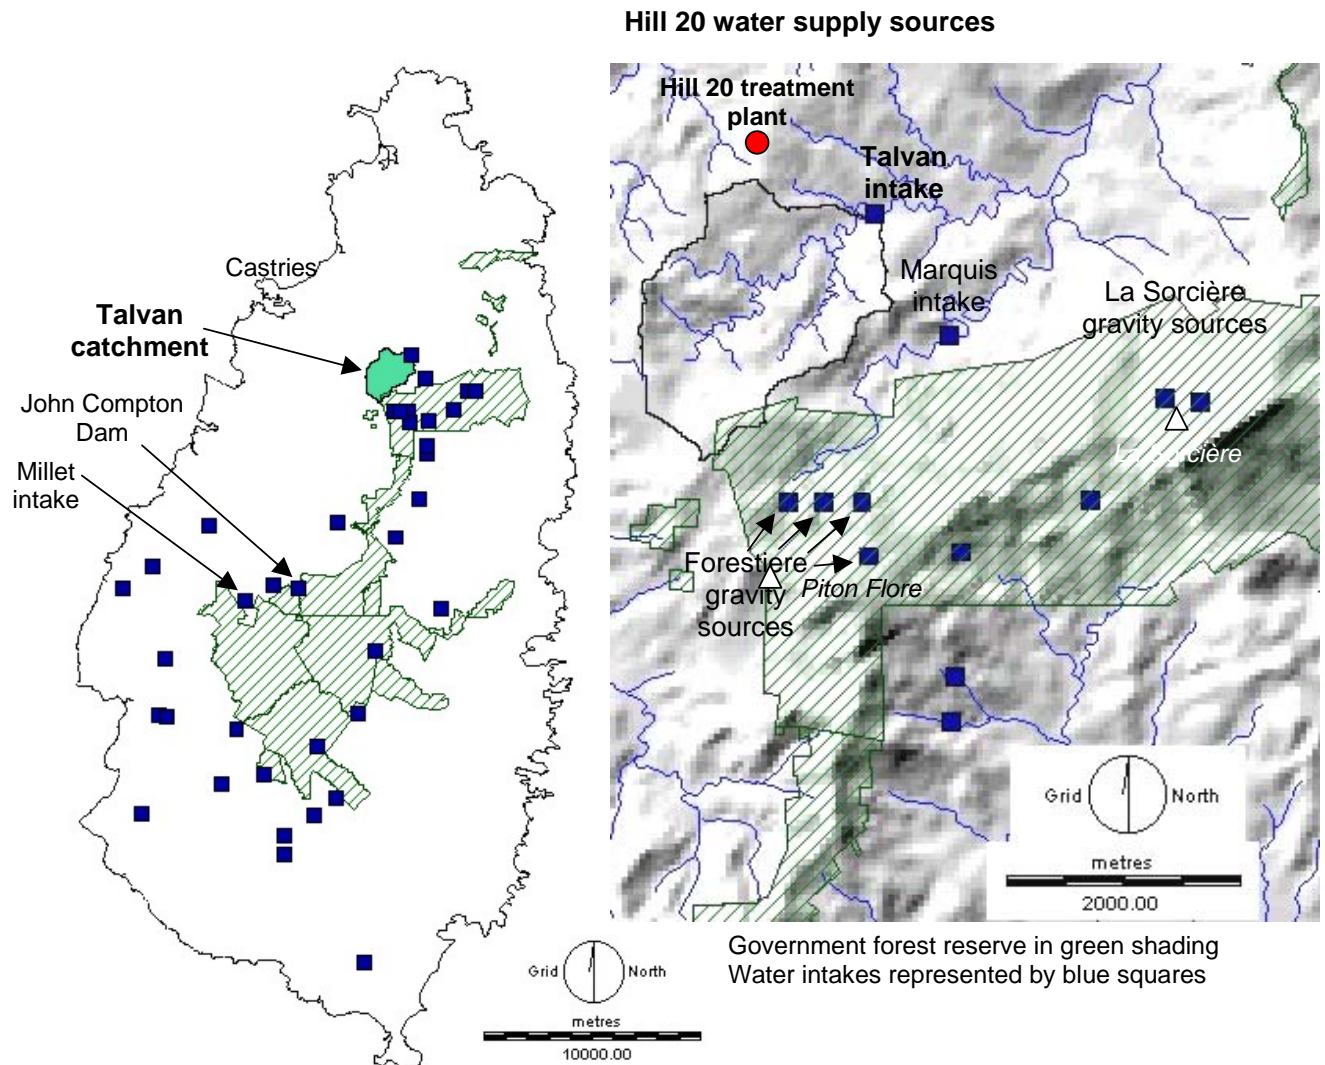 Hill 20 water supply sources
Castries
Talvan
catchment
John Compton
Dam
Millet
intake
Grid
North
metres
10000.00
Hill 20 treatment
plant
Talvan
intake
Marquis
intake
La Sorcière
gravity sources
La Sorcière
Forestiere
gravity
sources
Piton Flore
Grid
North
metres
2000.00
Government forest reserve in green shading
Water intakes represented by blue squares